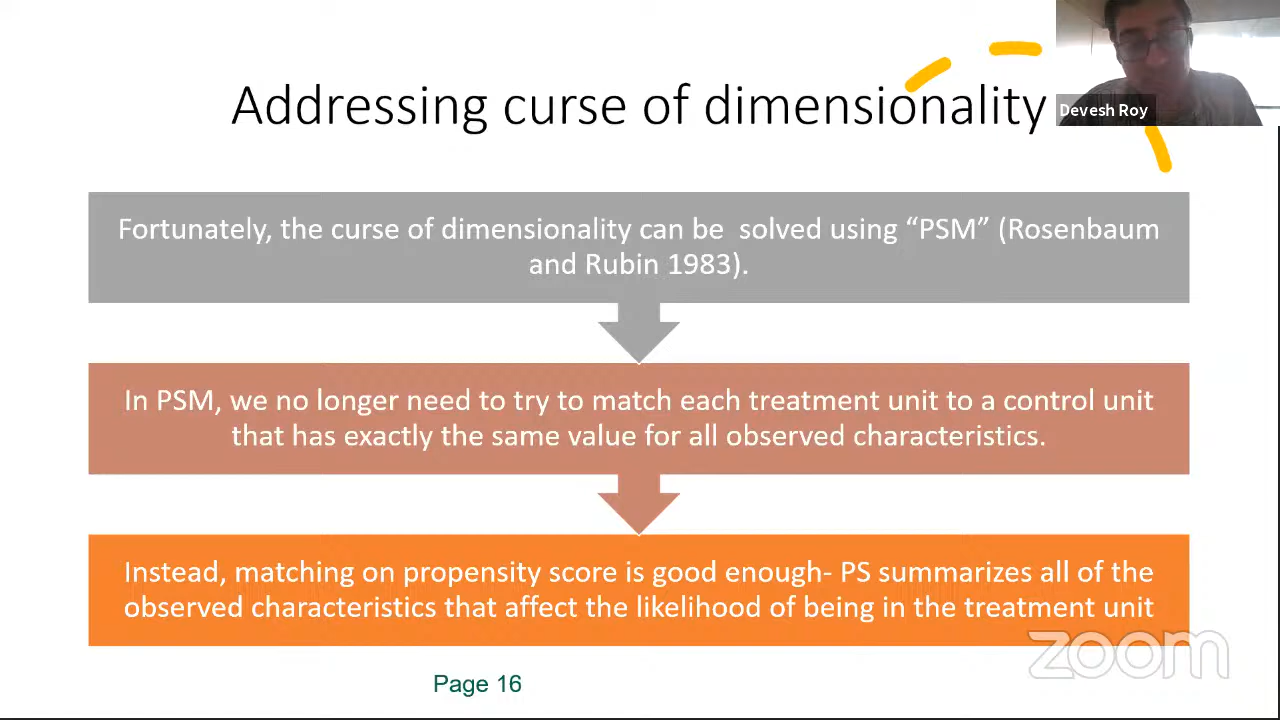 Addressing curse of dimensionality
Devesh Roy
Fortunately, the curse of dimensionality can be  solved using “PSM” (Rosenbaum
and Rubin 1983).
In PSM, we no longer need to try to match each treatment unit to a control unit
that has exactly the same value for all observed characteristics.
Instead, matching on propensity score is good enough- PS summarizes all of the
observed characteristics that affect the likelihood of being in the treatment unit
zoom
Page 16